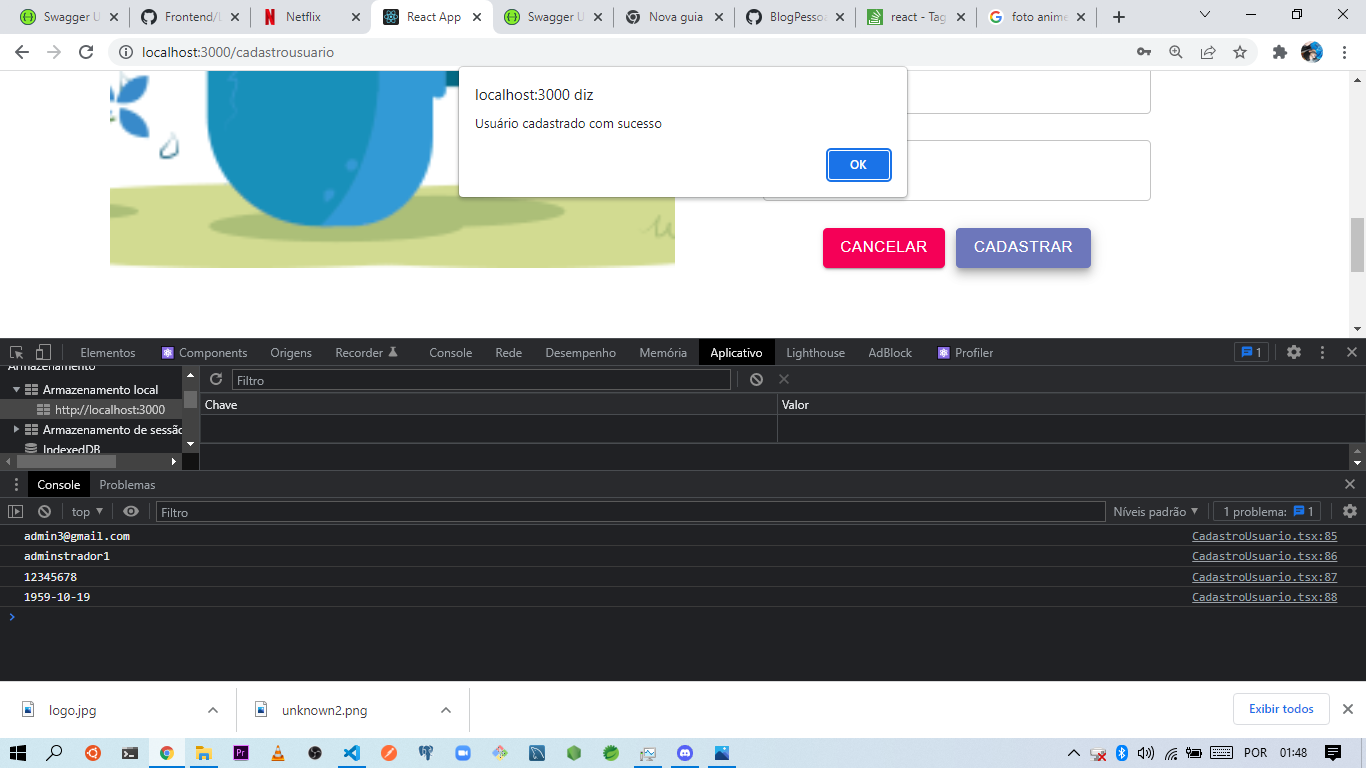 Swagger U
Frontend/L
Netflix
React App
Swagger U
Nova guia
BlogPessoa
react - Tag
foto anime
localhost:3000/cadastrousuario
localhost:3000 diz
Usuário cadastrado com sucesso
OK
CANCELAR
CADASTRAR
Elementos
Components
Origens
Recorder
Console
Rede
Desempenho
Memória
Aplicativo
Lighthouse
AdBlock
Profiler
1
Armazenamento
Armazenamento local
http://localhost:3000
Armazenamento de sessão
IndexedDB
Filtro
Chave
Valor
Console
Problemas
top
Filtro
Níveis padrão
1 problema:
1
admin3@gmail.com
CadastroUsuario.tsx:85
adminstrador1
CadastroUsuario.tsx:86
12345678
CadastroUsuario.tsx:87
1959-10-19
CadastroUsuario.tsx:88
logo.jpg
unknown2.png
Exibir todos
Pr
POR
01:48